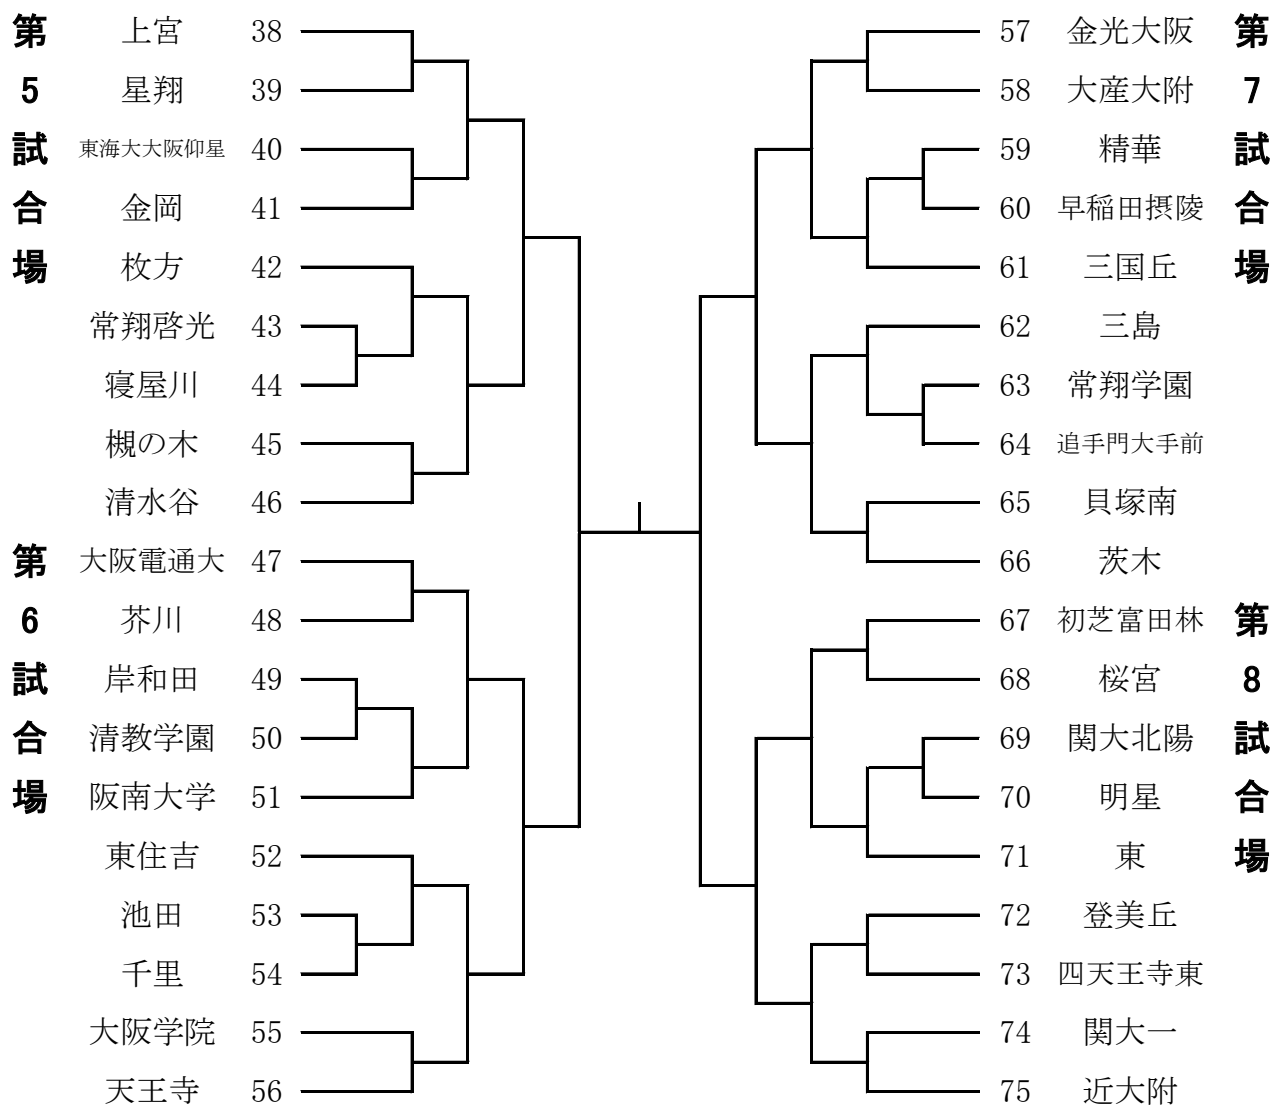 第 上宮 38
5 星翔 39
試 東海大大阪仰星 40
合 金岡 41
場 枚方 42
常翔啓光 43
寝屋川 44
槻の木 45
清水谷 46
第 大阪電通大 47
6 芥川 48
試 岸和田 49
合 清教学園 50
場 阪南大学 51
東住吉 52
池田 53
千里 54
大阪学院 55
天王寺 56
57 金光大阪 第
58 大産大附 7
59 精華 試
60 早稲田摂陵 合
61 三国丘 場
62 三島
63 常翔学園
64 追手門大手前
65 貝塚南
66 茨木
67 初芝富田林 第
68 桜宮 8
69 関大北陽 試
70 明星 合
71 東 場
72 登美丘
73 四天王寺東
74 関大一
75 近大附